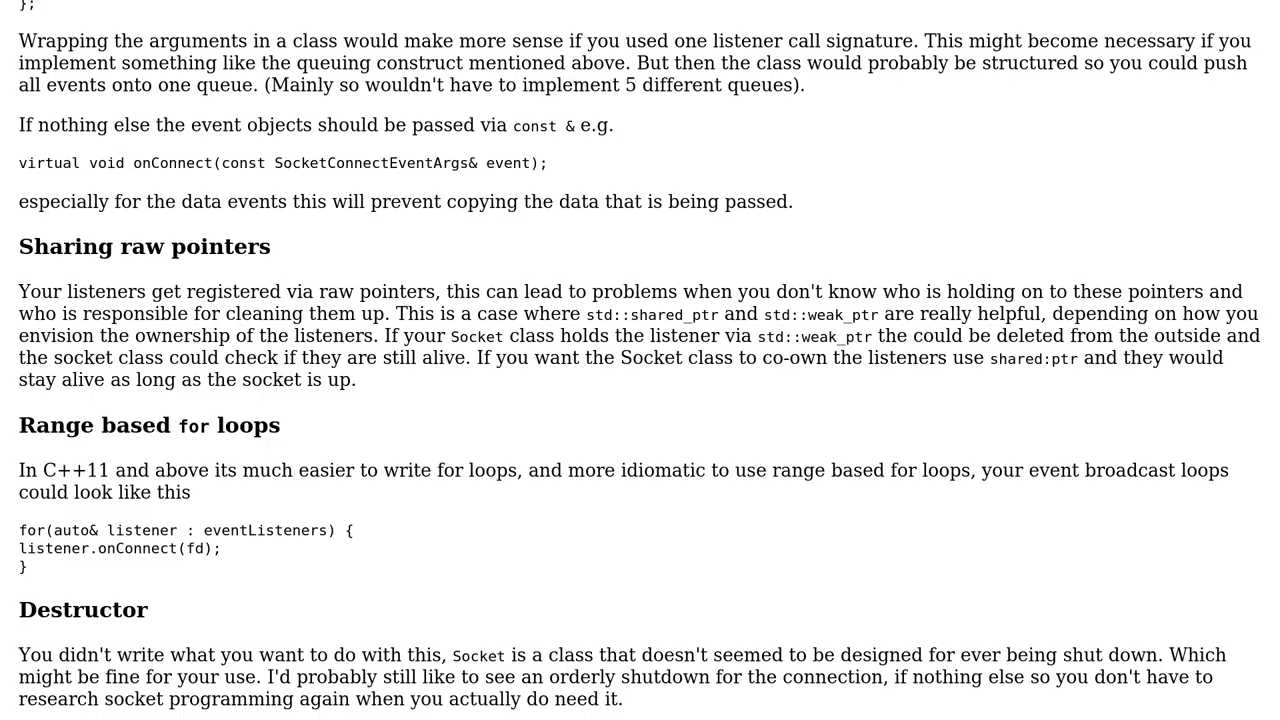 };
Wrapping the arguments in a class would make more sense if you used one listener call signature. This might become necessary if you
implement something like the queuing construct mentioned above. But then the class would probably be structured so you could push
all events onto one queue. (Mainly so wouldn't have to implement 5 different queues).
If nothing else the event objects should be passed via const & e.g.
virtual void onConnect(const SocketConnectEventArgs& event);
especially for the data events this will prevent copying the data that is being passed.
Sharing raw pointers
Your listeners get registered via raw pointers, this can lead to problems when you don't know who is holding on to these pointers and
who is responsible for cleaning them up. This is a case where std::shared_ptr and std::weak_ptr are really helpful, depending on how you
envision the ownership of the listeners. If your Socket class holds the listener via std::weak_ptr the could be deleted from the outside and
the socket class could check if they are still alive. If you want the Socket class to co-own the listeners use shared:ptr and they would
stay alive as long as the socket is up.
Range based for loops
In C++11 and above its much easier to write for loops, and more idiomatic to use range based for loops, your event broadcast loops
could look like this
for(auto& listener : eventListeners) {
listener.onConnect(fd);
}
Destructor
You didn't write what you want to do with this, Socket is a class that doesn't seemed to be designed for ever being shut down. Which
might be fine for your use. I'd probably still like to see an orderly shutdown for the connection, if nothing else so you don't have to
research socket programming again when you actually do need it.